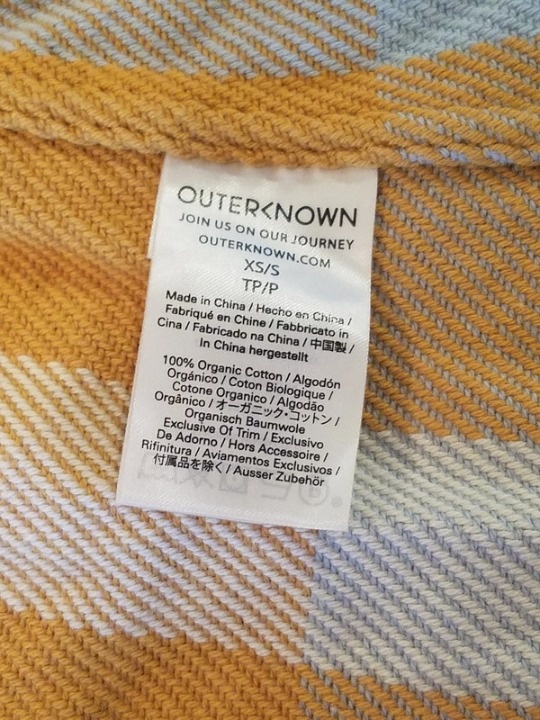 OUTERKNOWN
JOIN US ON OUR JOURNEY
OUTERKNOWN.COM
XS/S
TP/P
Made in China / Hecho en China /
Fabriqué en Chine / Fabbricato in
Cina / Fabricado na China / 中国製 /
In China hergestellt
100% Organic Cotton / Algodón
Orgánico / Coton Biologique /
Cotone Organico / Algodão
Orgânico / オーガニック・コットン /
Organisch Baumwole
Exclusive Of Trim / Exclusivo
De Adorno / Hors Accessoire /
Rifinitura / Aviamentos Exclusivos /
付属品を除く / Ausser Zubehör